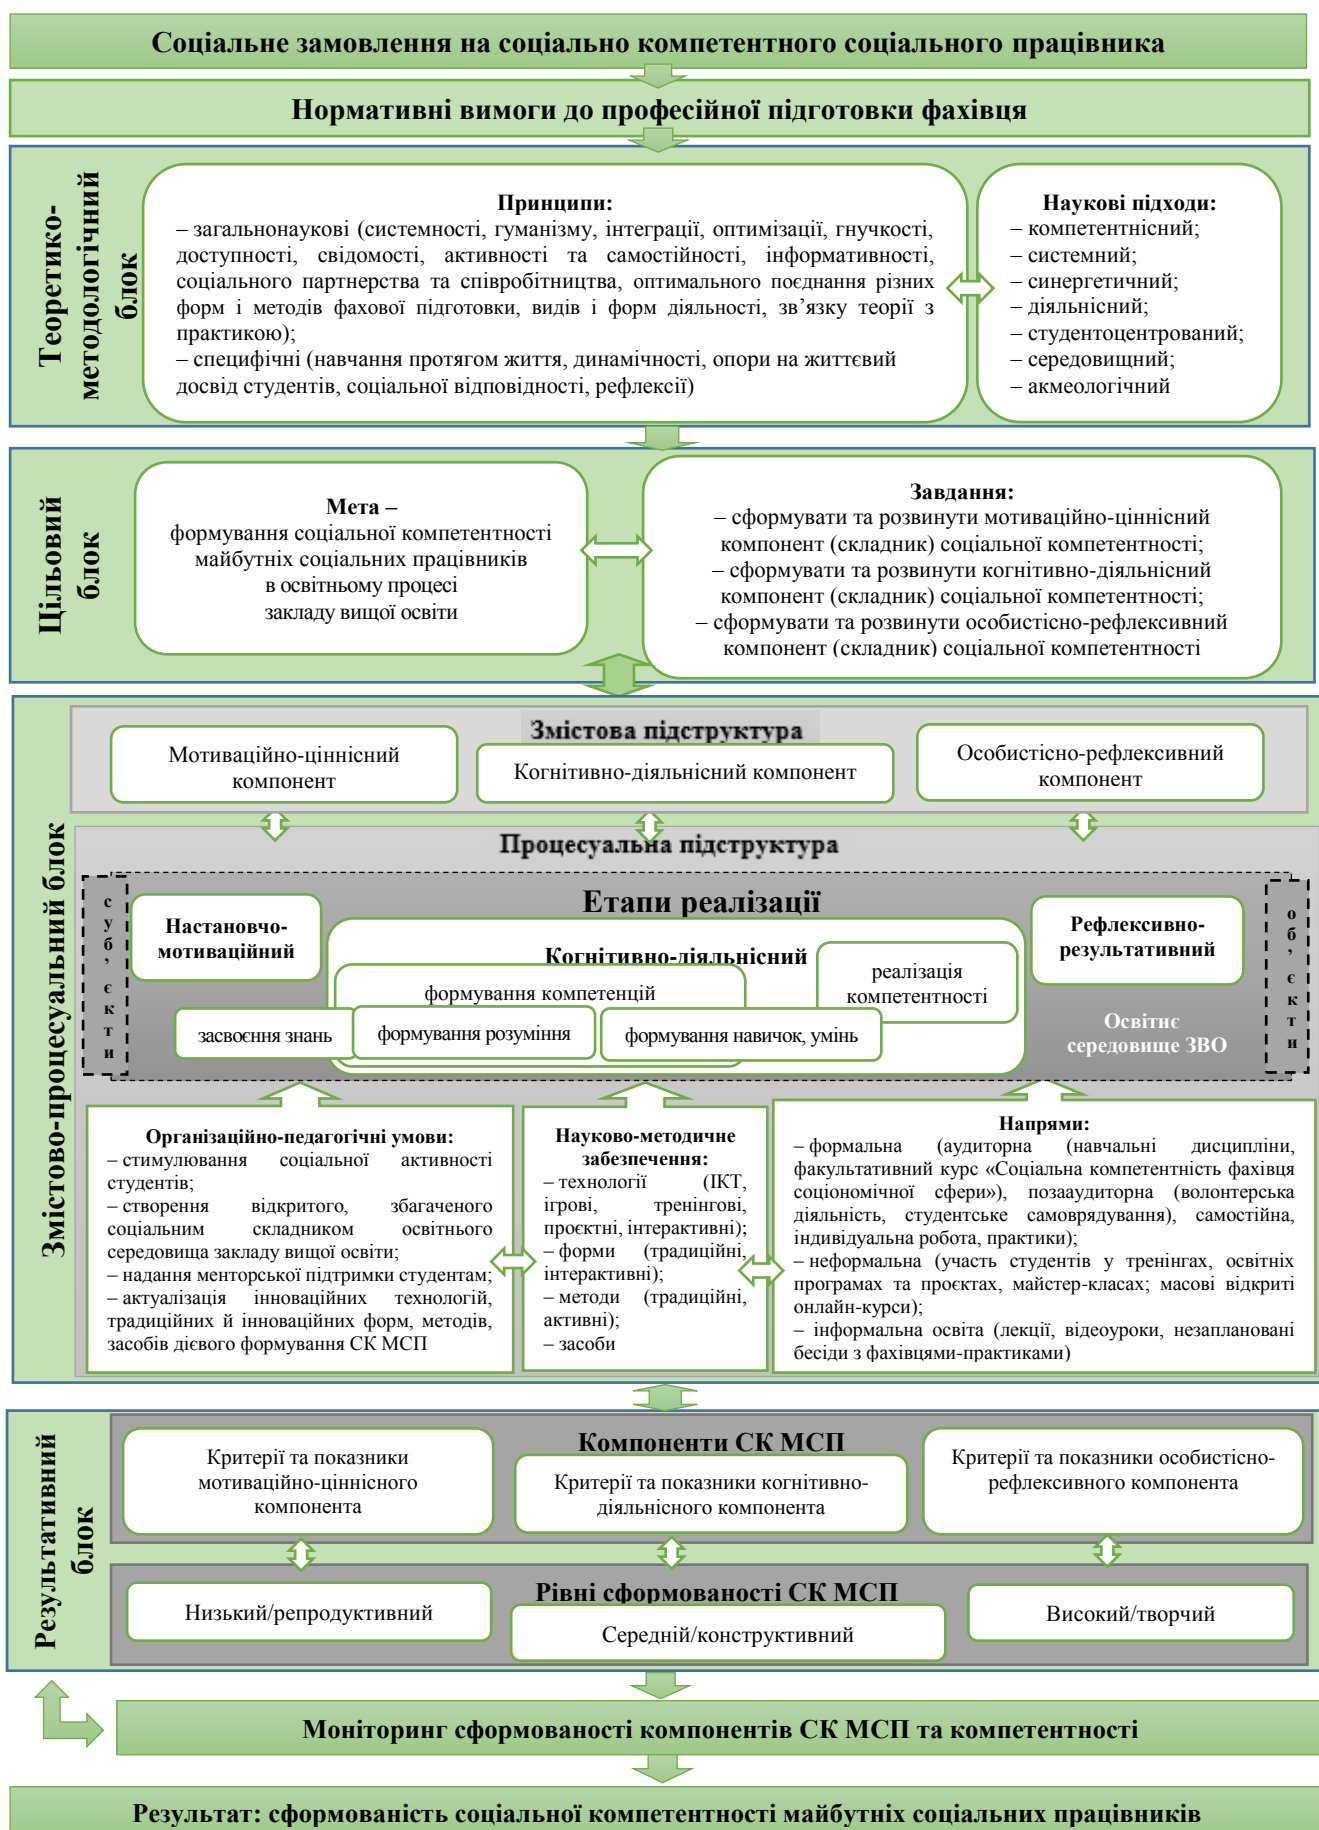 Соціальне замовлення на соціально компетентного соціального працівника
Нормативні вимоги до професійної підготовки фахівця
Теоретико-
методологічний
блок
Принципи:
– загальнонаукові (системності, гуманізму, інтеграції, оптимізації, гнучкості,
доступності, свідомості, активності та самостійності, інформативності,
соціального партнерства та співробітництва, оптимального поєднання різних
форм і методів фахової підготовки, видів і форм діяльності, зв’язку теорії з
практикою);
– специфічні (навчання протягом життя, динамічності, опори на життєвий
досвід студентів, соціальної відповідності, рефлексії)
Наукові підходи:
– компетентнісний;
– системний;
– синергетичний;
– діяльнісний;
– студентоцентрований;
– середовищний;
– акмеологічний
Цільовий
блок
Мета –
формування соціальної компетентності
майбутніх соціальних працівників
в освітньому процесі
закладу вищої освіти
Завдання:
– сформувати та розвинути мотиваційно-ціннісний
компонент (складник) соціальної компетентності;
– сформувати та розвинути когнітивно-діяльнісний
компонент (складник) соціальної компетентності;
– сформувати та розвинути особистісно-рефлексивний
компонент (складник) соціальної компетентності
Змістово-процесуальний блок
Змістова підструктура
Мотиваційно-ціннісний
компонент
Когнітивно-діяльнісний компонент
Особистісно-рефлексивний
компонент
Процесуальна підструктура
суб’єкти
Етапи реалізації
Настановчо-
мотиваційний
Когнітивно-діяльнісний
формування компетенцій
реалізація
компетентності
засвоєння знань
формування розуміння
формування навичок, умінь
Рефлексивно-
результативний
Освітнє
середовище ЗВО
об’єкти
Організаційно-педагогічні умови:
– стимулювання соціальної активності
студентів;
– створення відкритого, збагаченого
соціальним складником освітнього
середовища закладу вищої освіти;
– надання менторської підтримки студентам;
– актуалізація інноваційних технологій,
традиційних й інноваційних форм, методів,
засобів дієвого формування СК МСП
Науково-методичне
забезпечення:
– технології (ІКТ,
ігрові, тренінгові,
проєктні, інтерактивні);
– форми (традиційні,
інтерактивні);
– методи (традиційні,
активні);
– засоби
Напрями:
– формальна (аудиторна (навчальні дисципліни,
факультативний курс «Соціальна компетентність фахівця
соціономічної сфери»), позааудиторна (волонтерська
діяльність, студентське самоврядування), самостійна,
індивідуальна робота, практики);
– неформальна (участь студентів у тренінгах, освітніх
програмах та проєктах, майстер-класах; масові відкриті
онлайн-курси);
– інформальна освіта (лекції, відеоуроки, незаплановані
бесіди з фахівцями-практиками)
Результативний
блок
Компоненти СК МСП
Критерії та показники
мотиваційно-ціннісного
компонента
Критерії та показники когнітивно-
діяльнісного компонента
Критерії та показники особистісно-
рефлексивного компонента
Рівні сформованості СК МСП
Низький/репродуктивний
Середній/конструктивний
Високий/творчий
Моніторинг сформованості компонентів СК МСП та компетентності
Результат: сформованість соціальної компетентності майбутніх соціальних працівників